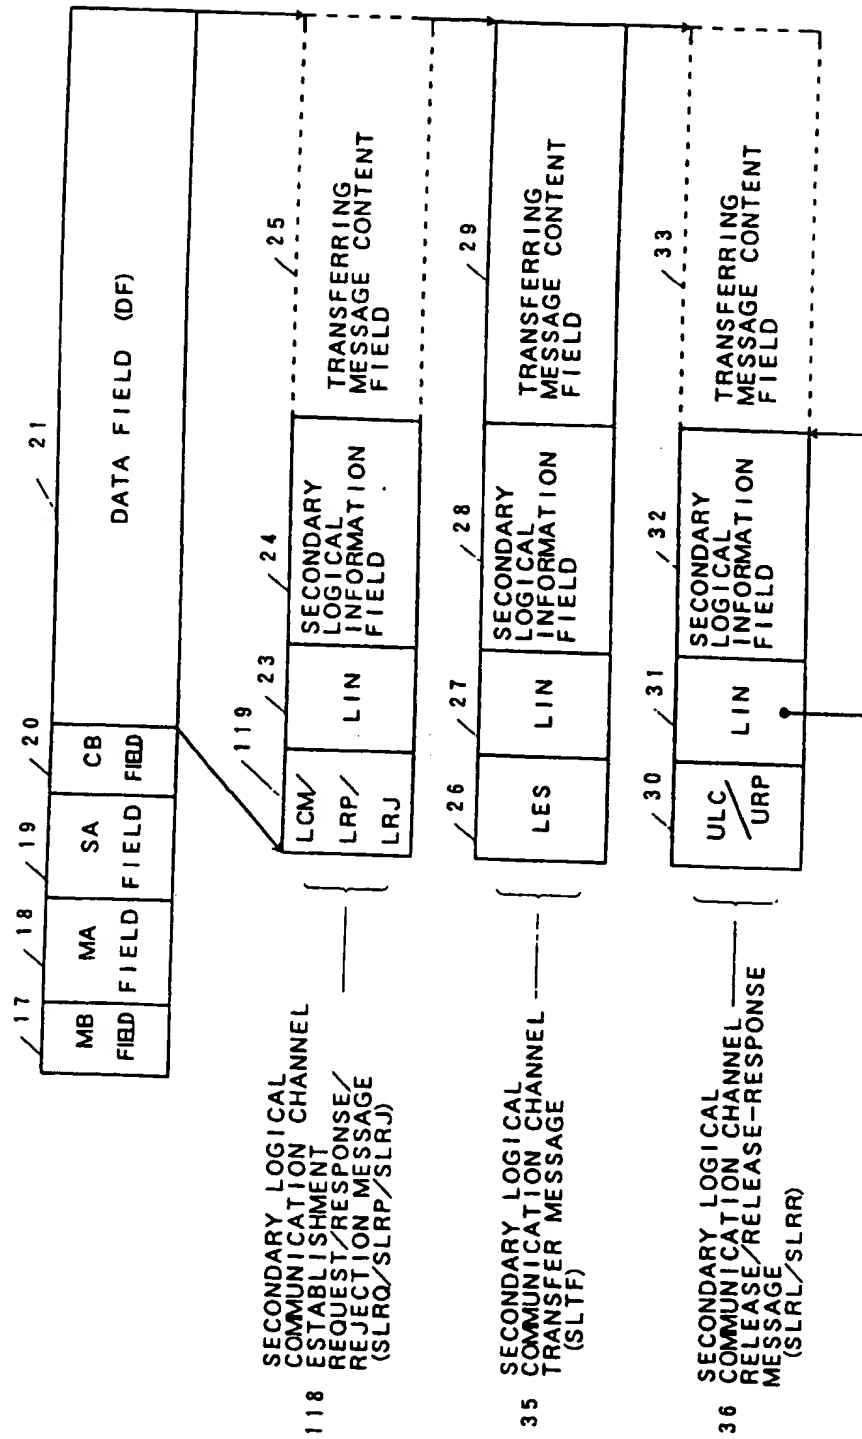 17
18
19
20
21
MB
FIELD
MA
FIELD
SA
FIELD
CB
FIELD
DATA FIELD (DF)
118
SECONDARY LOGICAL
COMMUNICATION CHANNEL
ESTABLISHMENT
REQUEST/RESPONSE/
REJECTION MESSAGE
(SLRQ/SLRP/SLRJ)
119
23
24
25
LCM/
LRP/
LRJ
LIN
SECONDARY
LOGICAL
INFORMATION
FIELD
TRANSFERRING
MESSAGE CONTENT
FIELD
35
SECONDARY LOGICAL
COMMUNICATION CHANNEL
TRANSFER MESSAGE
(SLTF)
26
27
28
29
LES
LIN
SECONDARY
LOGICAL
INFORMATION
FIELD
TRANSFERRING
MESSAGE CONTENT
FIELD
36
SECONDARY LOGICAL
COMMUNICATION CHANNEL
RELEASE/RELEASE-RESPONSE
MESSAGE
(SLRL/SLRR)
30
31
32
33
ULC/
URP
LIN
SECONDARY
LOGICAL
INFORMATION
FIELD
TRANSFERRING
MESSAGE CONTENT
FIELD